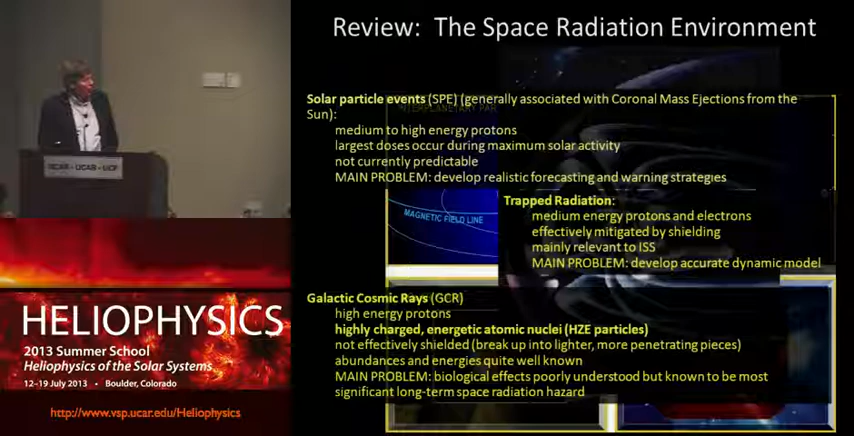 Review: The Space Radiation Environment
Solar particle events (SPE) (generally associated with Coronal Mass Ejections from the
Sun):
medium to high energy protons
largest doses occur during maximum solar activity
not currently predictable
MAIN PROBLEM: develop realistic forecasting and warning strategies
MAGNETIC FIELD LINE
Trapped Radiation:
medium energy protons and electrons
effectively mitigated by shielding
mainly relevant to ISS
MAIN PROBLEM: develop accurate dynamic model
Galactic Cosmic Rays (GCR)
high energy protons
highly charged, energetic atomic nuclei (HZE particles)
not effectively shielded (break up into lighter, more penetrating pieces)
abundances and energies quite well known
MAIN PROBLEM: biological effects poorly understood but known to be most
significant long-term space radiation hazard
UCAR - UCAR - UCP
HELIOPHYSICS
2013 Summer School
Heliophysics of the Solar Systems
12–19 July 2013 • Boulder, Colorado
http://www.vsp.ucar.edu/Heliophysics